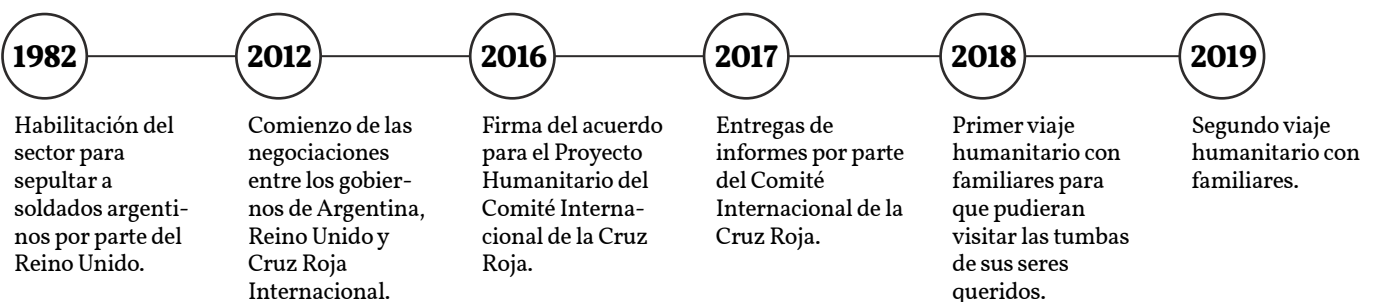 1982
Habilitación del
sector para
sepultar a
soldados argenti-
nos por parte del
Reino Unido.
2012
Comienzo de las
negociaciones
entre los gobier-
nos de Argentina,
Reino Unido y
Cruz Roja
Internacional.
2016
Firma del acuerdo
para el Proyecto
Humanitario del
Comité Interna-
cional de la Cruz
Roja.
2017
Entregas de
informes por parte
del Comité
Internacional de la
Cruz Roja.
2018
Primer viaje
humanitario con
familiares para
que pudieran
visitar las tumbas
de sus seres
queridos.
2019
Segundo viaje
humanitario con
familiares.